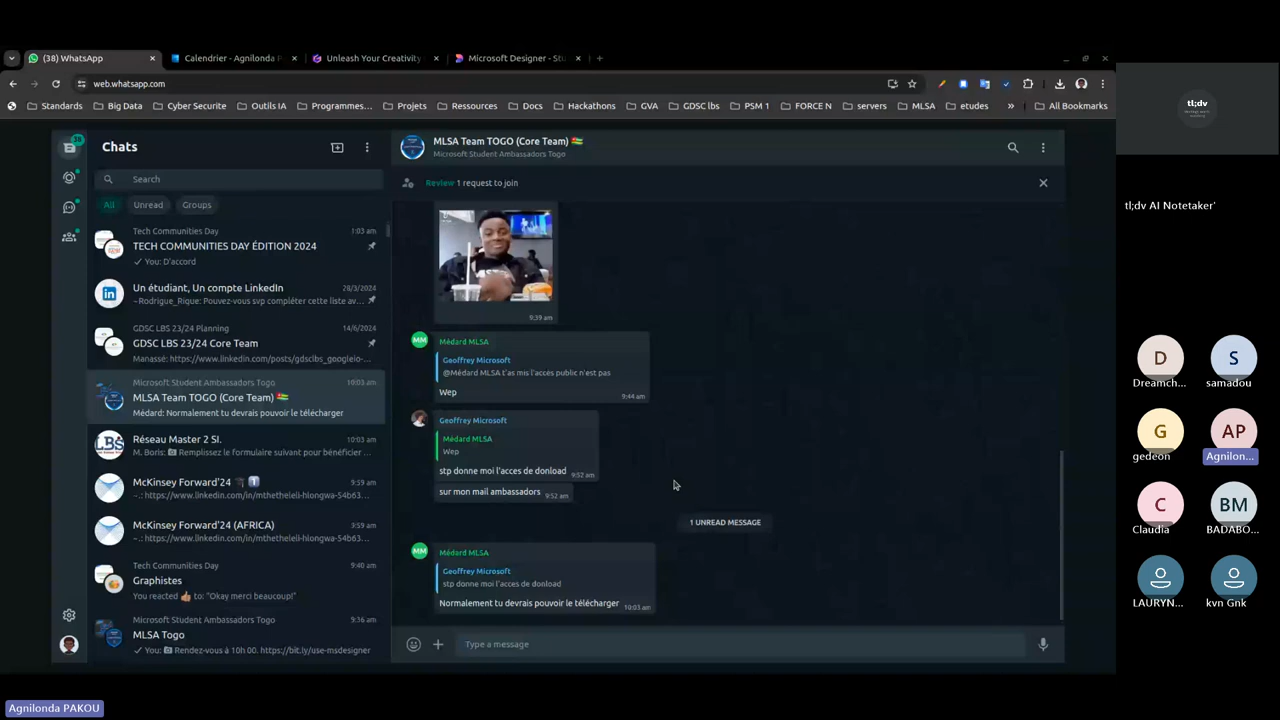 (38) WhatsApp
Calendrier - Agnilonda
Unleash Your Creativity
Microsoft Designer - Stu
web.whatsapp.com
Standards
Big Data
Cyber Securite
Outils IA
Programmes...
Projets
Ressources
Docs
Hackathons
GVA
GDSC lbs
PSM 1
FORCE N
servers
MLSA
etudes
»
All Bookmarks
38
Chats
Search
All
Unread
Groups
Tech Communities Day
1:03 am
TECH COMMUNITIES DAY ÉDITION 2024
You: D'accord
Un étudiant, Un compte LinkedIn
28/3/2024
~Rodrigue_Rique: Pouvez-vous svp compléter cette liste av...
GDSC LBS 23/24 Planning
14/6/2024
GDSC LBS 23/24 Core Team
Manassé: https://www.linkedin.com/posts/gdsclbs_googleio-...
Microsoft Student Ambassadors Togo
10:03 am
MLSA Team TOGO (Core Team)
Médard: Normalement tu devrais pouvoir le télécharger
Réseau Master 2 SI.
10:03 am
M. Boris: Remplissez le formulaire suivant pour bénéficier ...
McKinsey Forward'24
9:59 am
~.: https://www.linkedin.com/in/mthetheleli-hlongwa-54b63...
McKinsey Forward'24 (AFRICA)
9:59 am
~.: https://www.linkedin.com/in/mthetheleli-hlongwa-54b63...
Tech Communities Day
9:40 am
Graphistes
You reacted to: "Okay merci beaucoup!"
Microsoft Student Ambassadors Togo
9:36 am
MLSA Togo
You: Rendez-vous à 10h 00. https://bit.ly/use-msdesigner
MLSA Team TOGO (Core Team)
Microsoft Student Ambassadors Togo
Review 1 request to join
9:39 am
MM
Médard MLSA
Geoffrey Microsoft
@Médard MLSA t'as mis l'accès public n'est pas
Wep
9:44 am
Geoffrey Microsoft
Médard MLSA
Wep
stp donne moi l'acces de donload
9:52 am
sur mon mail ambassadors
9:52 am
1 UNREAD MESSAGE
MM
Médard MLSA
Geoffrey Microsoft
stp donne moi l'acces de donload
Normalement tu devrais pouvoir le télécharger
10:03 am
Type a message
tl;dv
tl;dv AI Notetaker'
D
Dreamch...
S
samadou
G
gedeon
AP
Agnilon...
C
Claudia
BM
BADABO...
LAURYN...
kvn Gnk
Agnilonda PAKOU